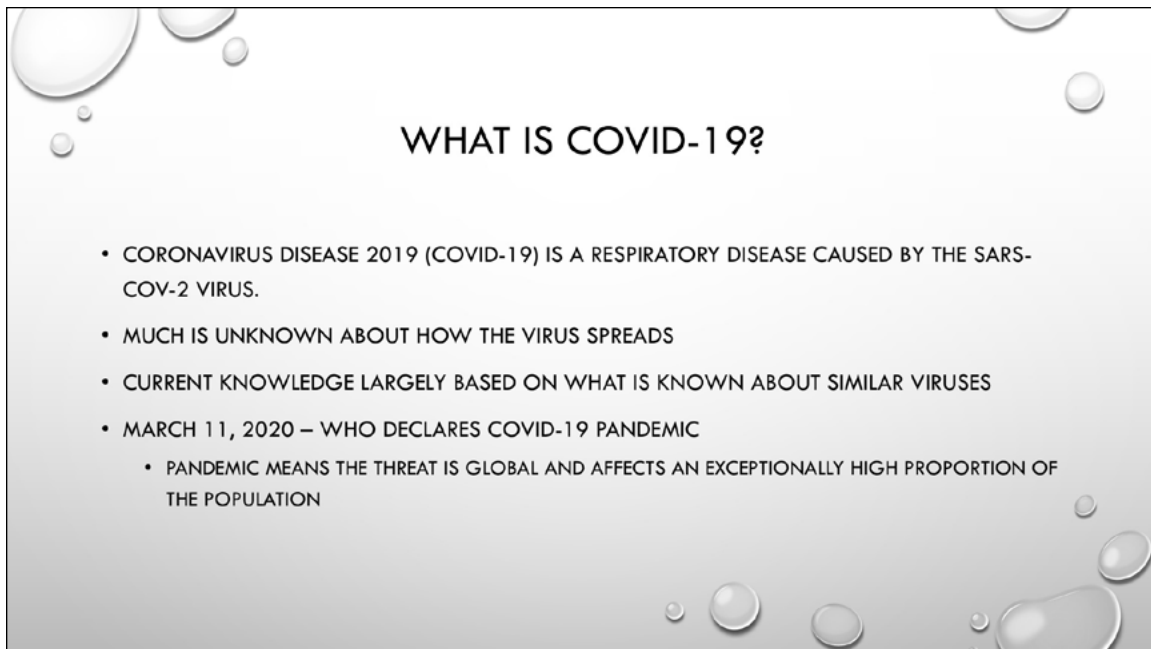 WHAT IS COVID-19?
• CORONAVIRUS DISEASE 2019 (COVID-19) IS A RESPIRATORY DISEASE CAUSED BY THE SARS-
COV-2 VIRUS.
• MUCH IS UNKNOWN ABOUT HOW THE VIRUS SPREADS
• CURRENT KNOWLEDGE LARGELY BASED ON WHAT IS KNOWN ABOUT SIMILAR VIRUSES
• MARCH 11, 2020 – WHO DECLARES COVID-19 PANDEMIC
• PANDEMIC MEANS THE THREAT IS GLOBAL AND AFFECTS AN EXCEPTIONALLY HIGH PROPORTION OF
THE POPULATION